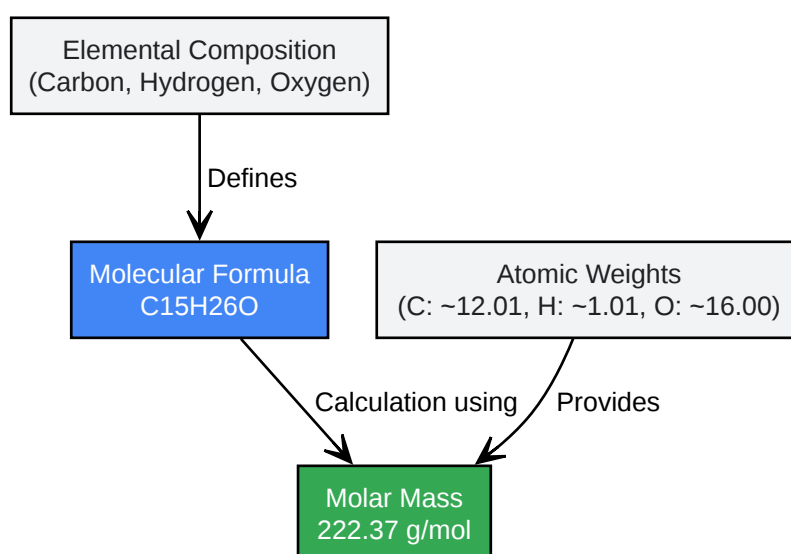 Elemental Composition
(Carbon, Hydrogen, Oxygen)
Defines
Molecular Formula
C15H26O
Atomic Weights
(C: ~12.01, H: ~1.01, O: ~16.00)
Calculation using
Provides
Molar Mass
222.37 g/mol